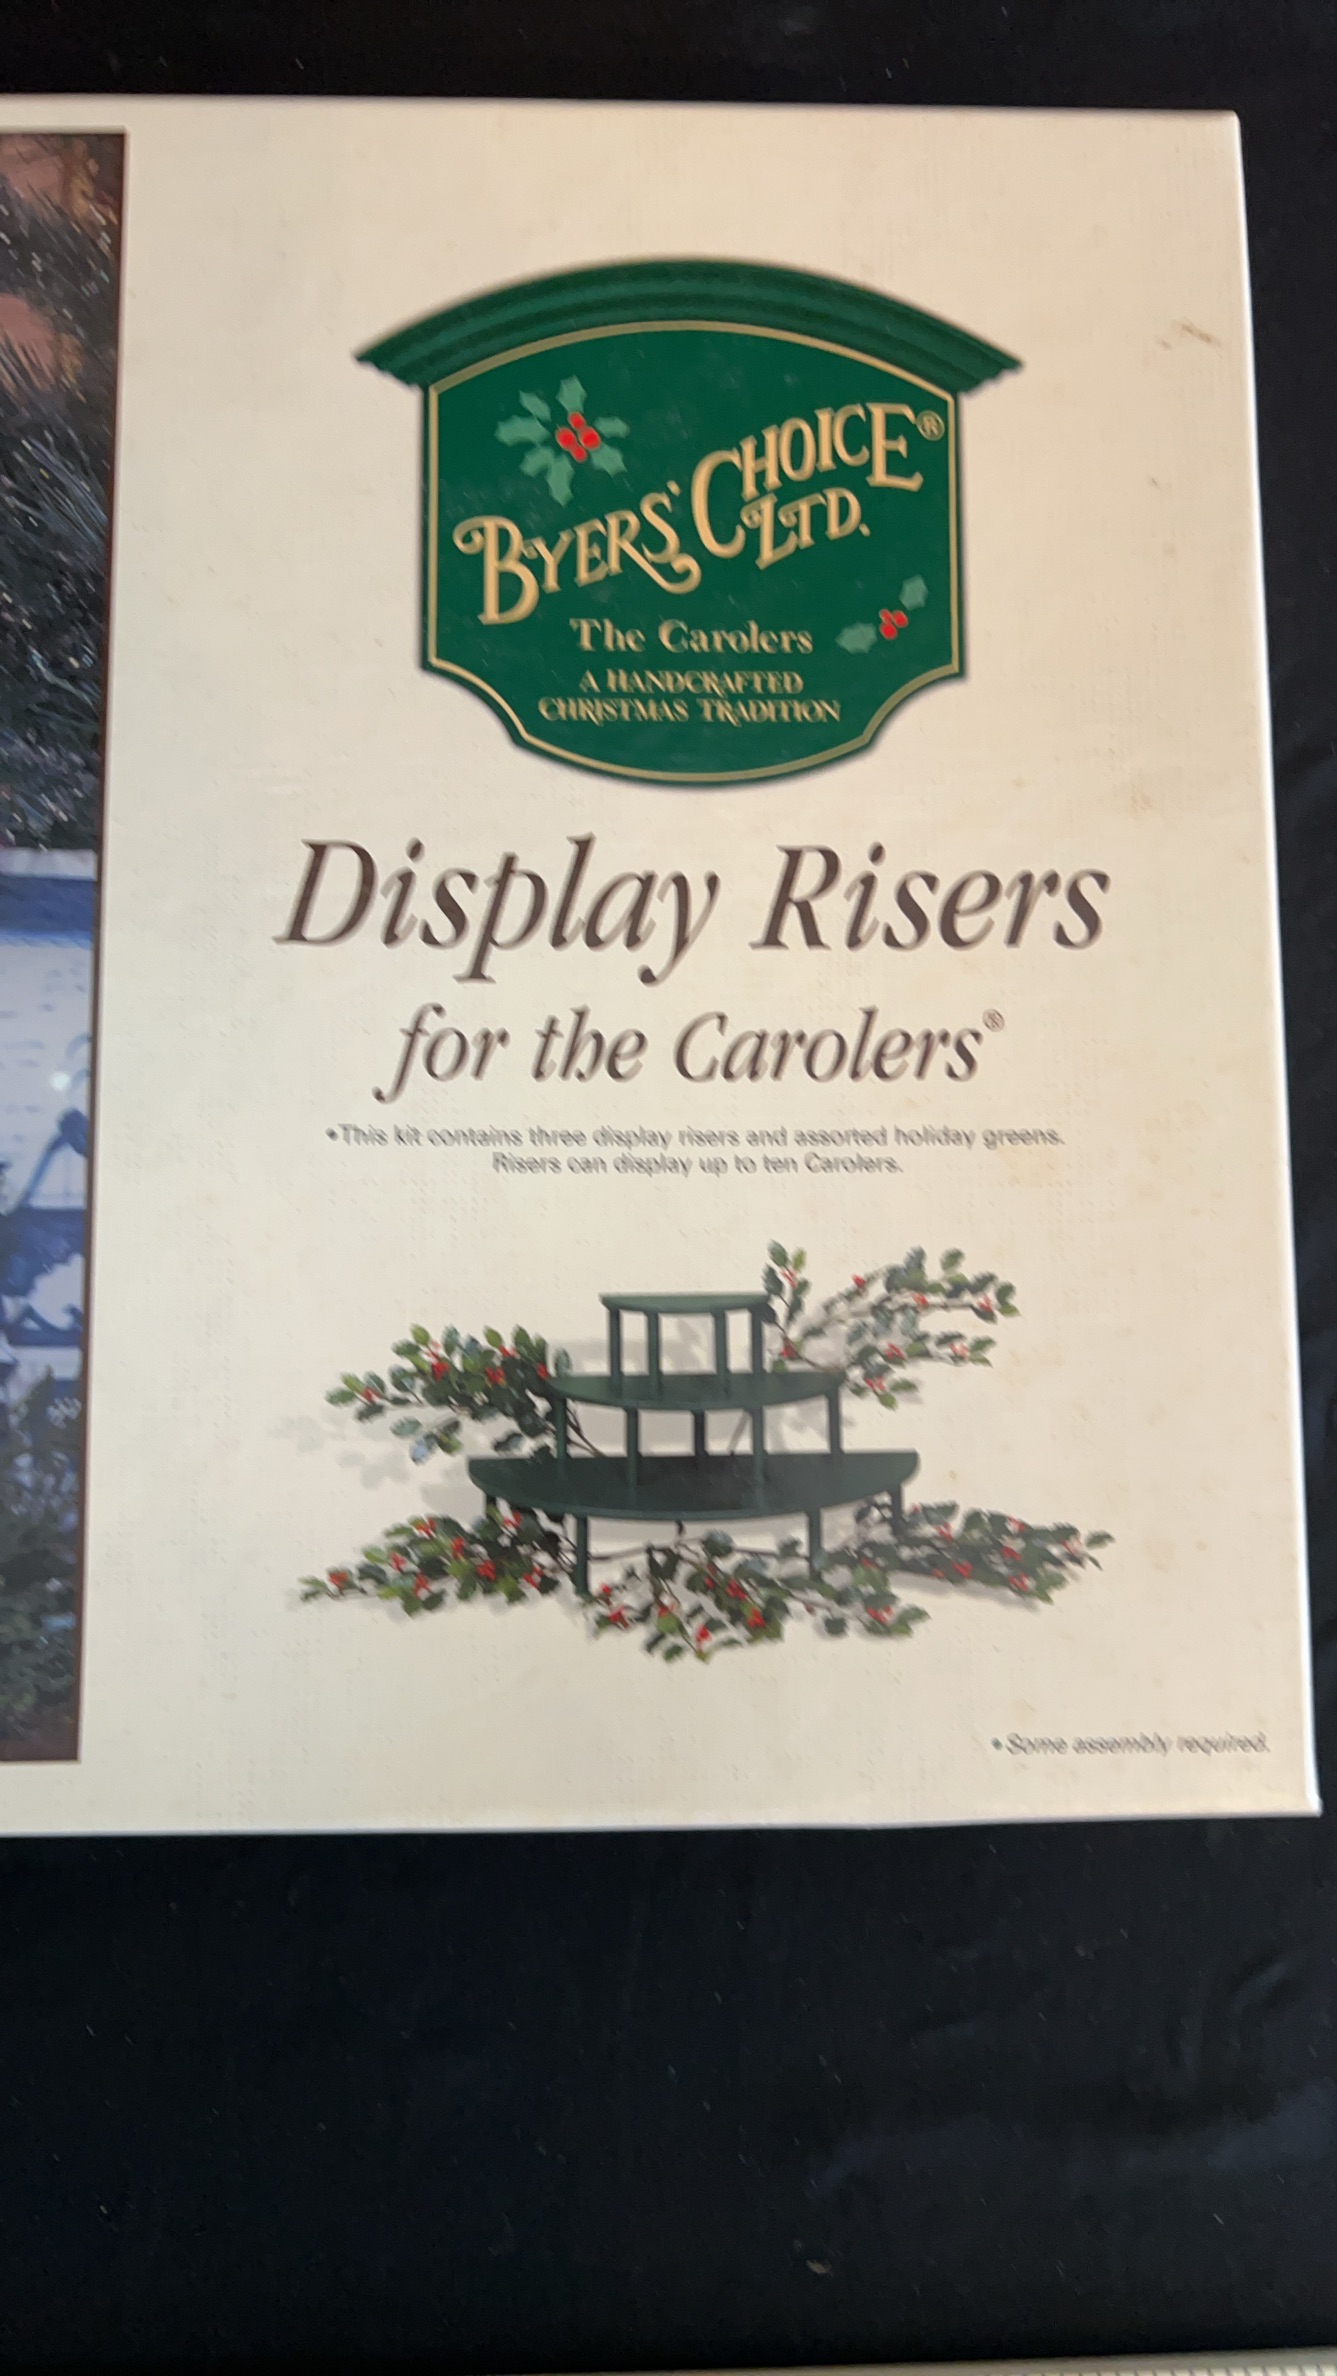 BYERS' CHOICE®
LTD.
The Carolers
A HANDCRAFTED
CHRISTMAS TRADITION
Display Risers
for the Carolers®
•This kit contains three display risers and assorted holiday greens.
Risers can display up to ten Carolers.
•Some assembly required.